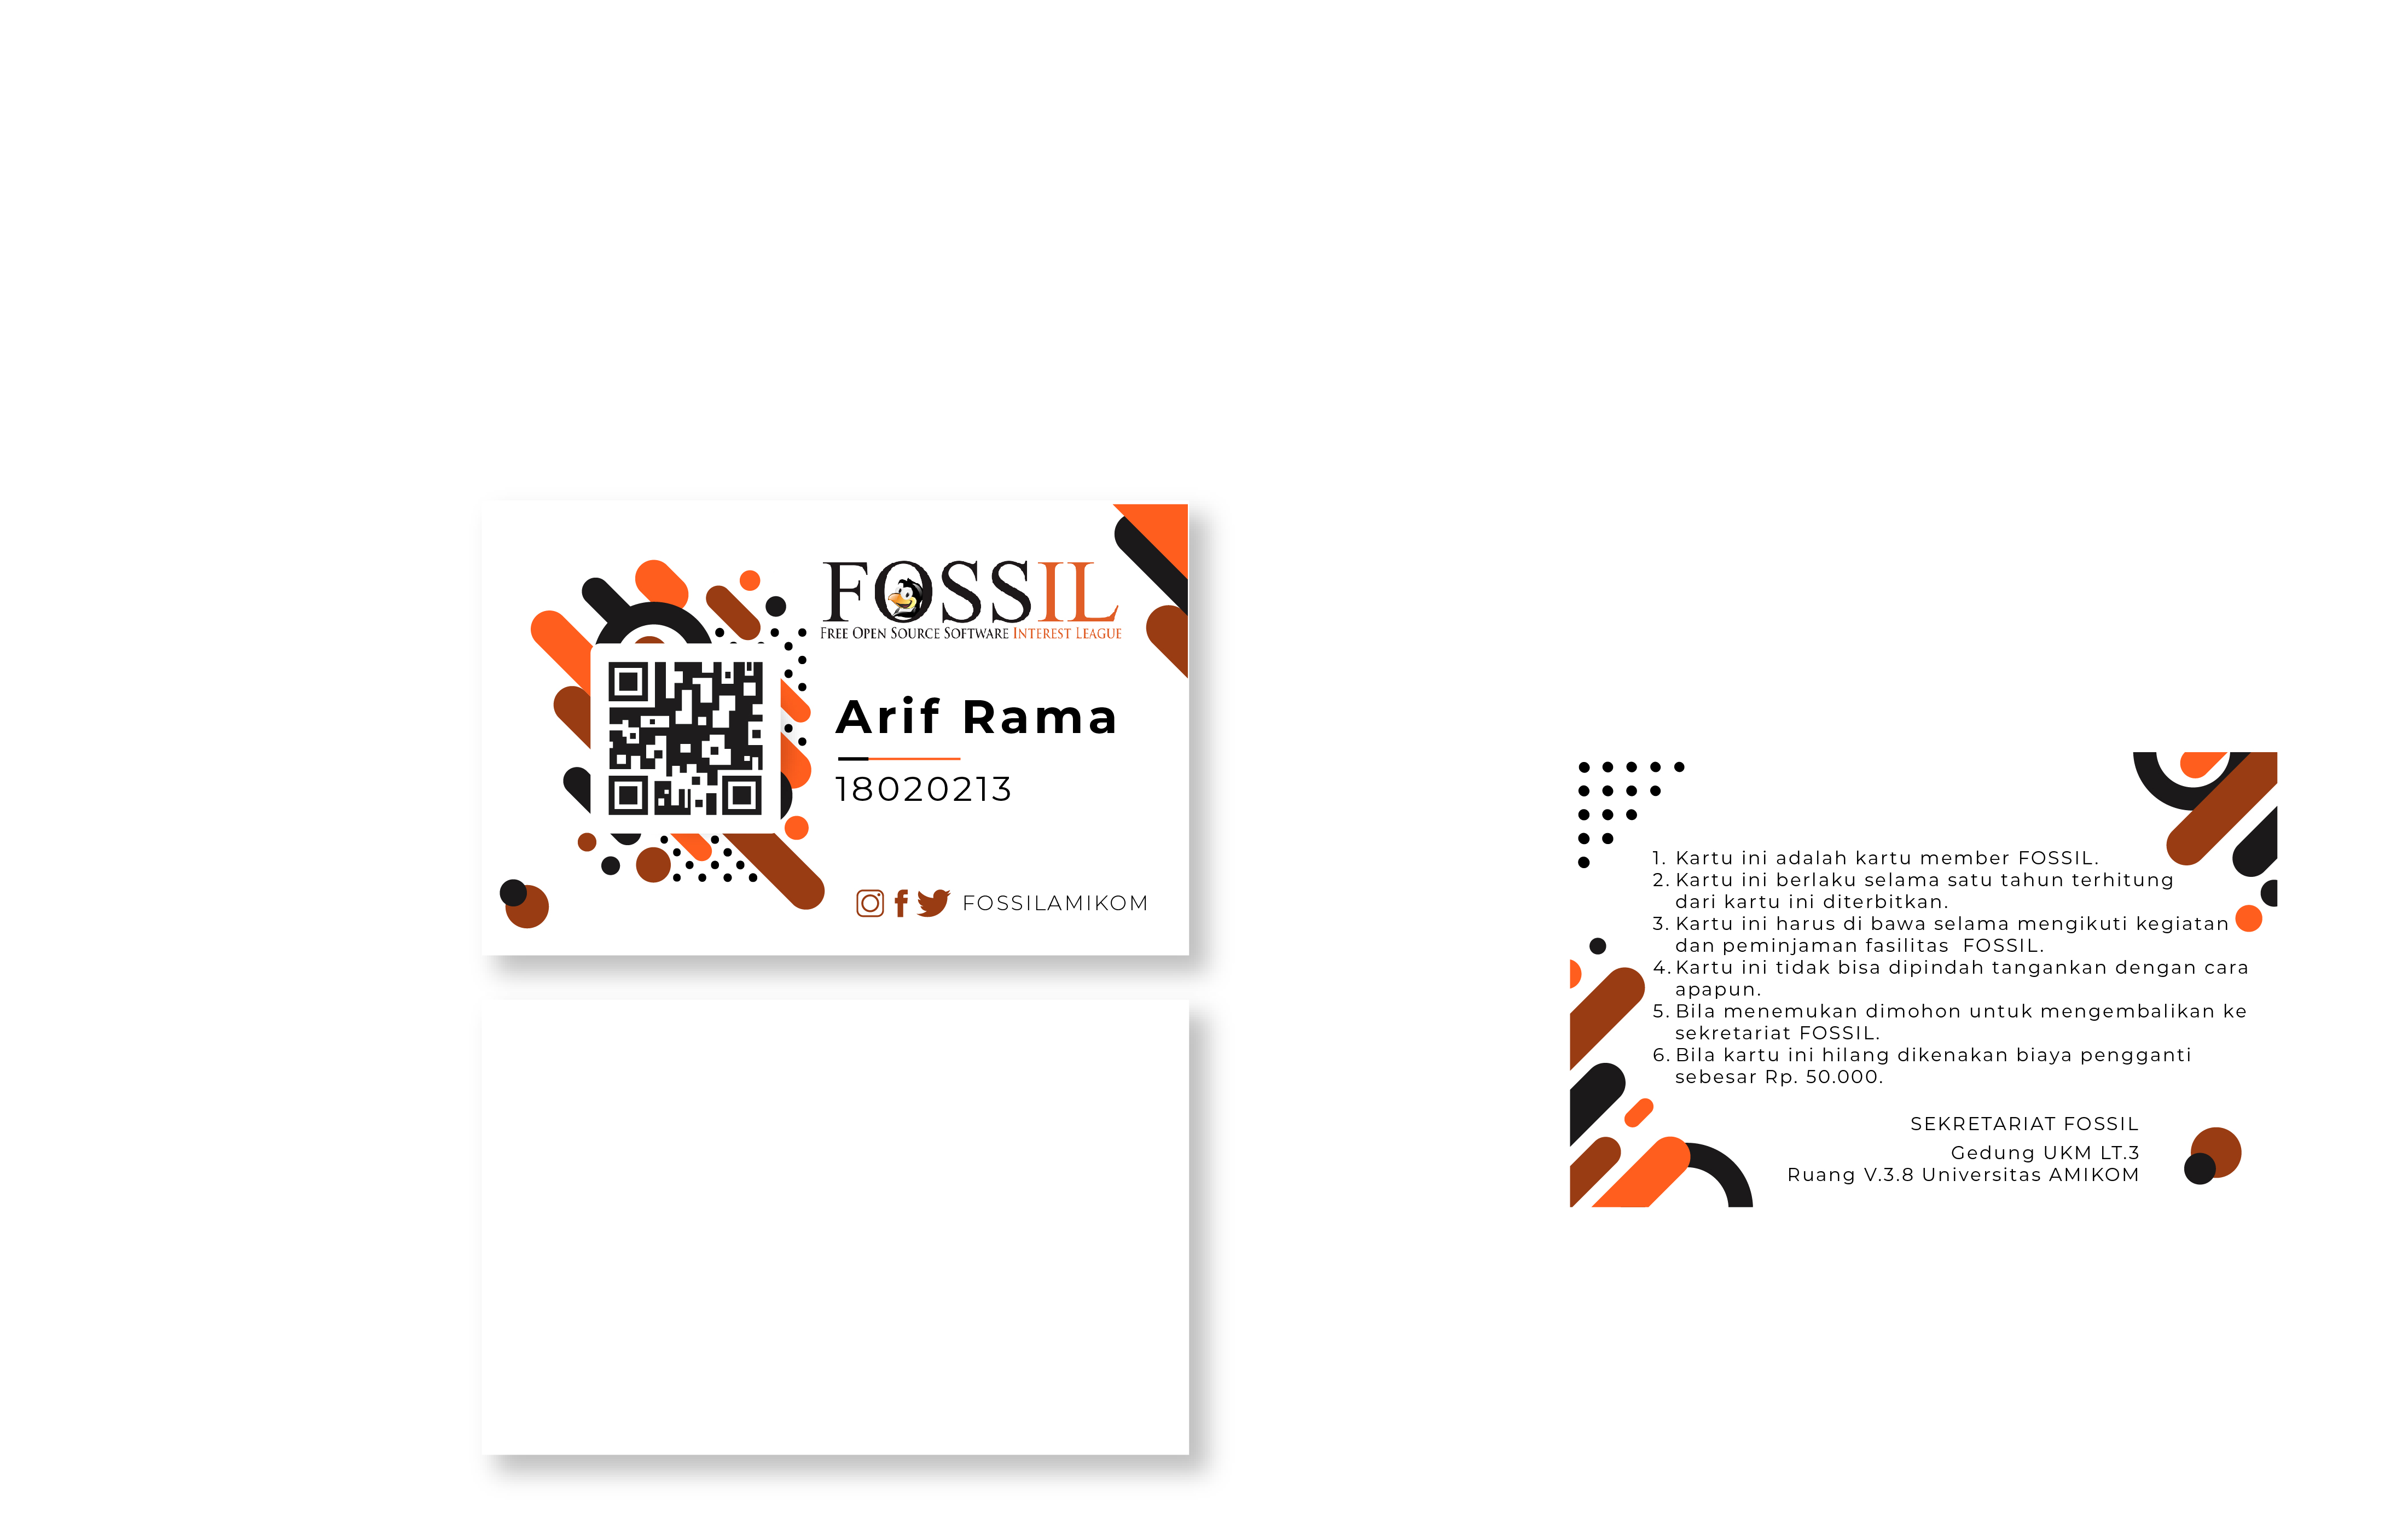 FOSSIL
FREE OPEN SOURCE SOFTWARE INTEREST LEAGUE
Arif Rama
18020213
FOSSILAMIKOM
1. Kartu ini adalah kartu member FOSSIL.
2. Kartu ini berlaku selama satu tahun terhitung
dari kartu ini diterbitkan.
3. Kartu ini harus di bawa selama mengikuti kegiatan
dan peminjaman fasilitas FOSSIL.
4. Kartu ini tidak bisa dipindah tangankan dengan cara
apapun.
5. Bila menemukan dimohon untuk mengembalikan ke
sekretariat FOSSIL.
6. Bila kartu ini hilang dikenakan biaya pengganti
sebesar Rp. 50.000.
SEKRETARIAT FOSSIL
Gedung UKM LT.3
Ruang V.3.8 Universitas AMIKOM